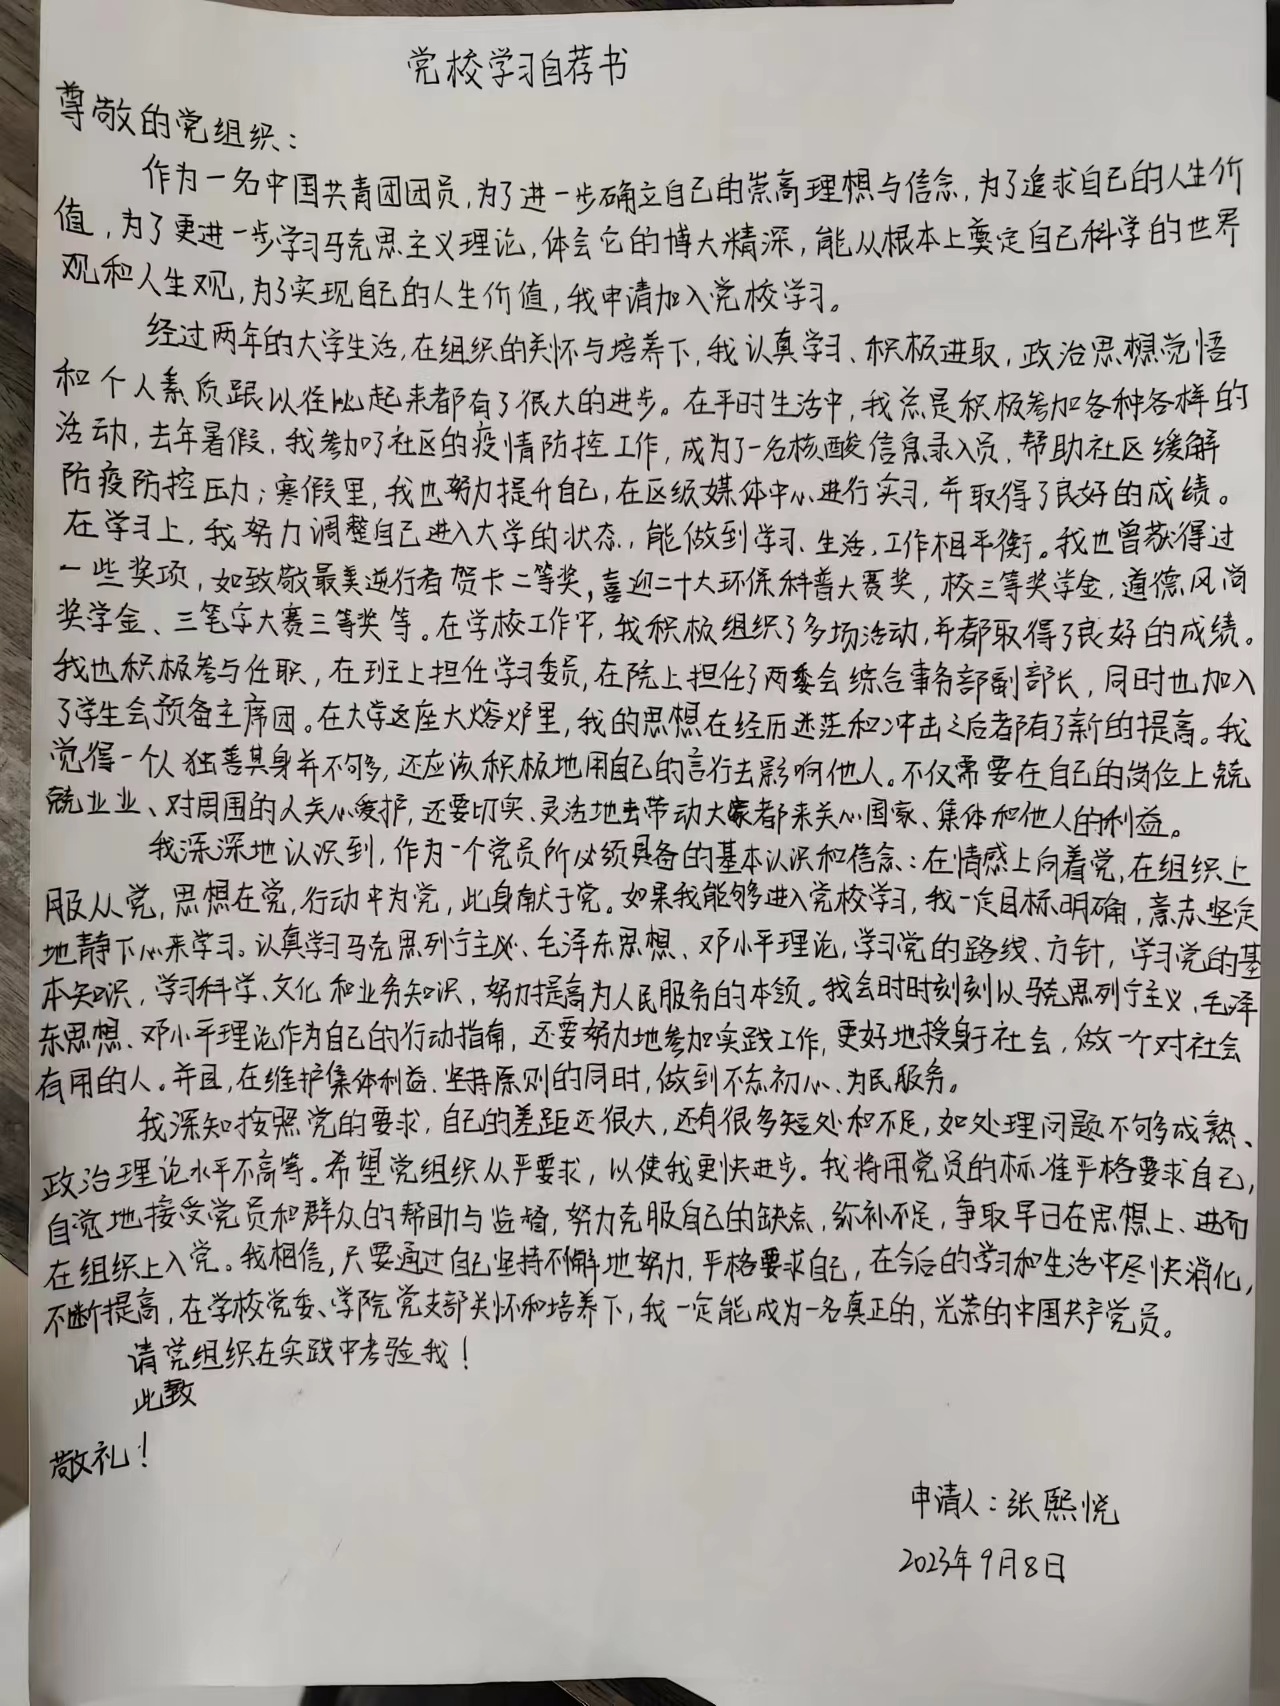 党校学习自荐书
尊敬的党组织：
作为一名中国共青团团员,为了进一步确立自己的崇高理想与信念,为了追求自己的人生价
值,为了更进一步学习马克思主义理论,体会它的博大精深,能从根本上奠定自己科学的世界
观和人生观,为了实现自己的人生价值,我申请加入党校学习。
经过两年的大学生活,在组织的关怀与培养下,我认真学习、积极进取,政治思想觉悟
和个人素质跟以往比起来都有了很大的进步。在平时生活中,我总是积极参加各种各样的
活动,去年暑假,我参加了社区的疫情防控工作,成为了一名核酸信息录入员,帮助社区缓解
防疫防控压力；寒假里,我也努力提升自己,在区级媒体中心进行实习,并取得了良好的成绩。
在学习上,我努力调整自己进入大学的状态,能做到学习、生活,工作相平衡。我也曾获得过
一些奖项,如致敬最美逆行者贺卡二等奖,喜迎二十大环保科普大赛奖,校三等奖学金,道德风尚
奖学金、三笔字大赛三等奖等。在学校工作中,我积极组织了多场活动,并都取得了良好的成绩。
我也积极参与任职,在班上担任学习委员,在院上担任了两委会综合事务部副部长,同时也加入
了学生会预备主席团。在大学这座大熔炉里,我的思想在经历迷茫和冲击之后都有了新的提高。我
觉得一个人独善其身并不够,还应该积极地用自己的言行去影响他人。不仅需要在自己的岗位上兢
兢业业、对周围的人关心爱护,还要切实、灵活地去带动大家都来关心国家、集体和他人的利益。
我深深地认识到,作为一个党员所必须具备的基本认识和信念：在情感上向着党,在组织上
服从党,思想在党,行动中为党,此身献于党。如果我能够进入党校学习,我一定目标明确,意志坚定
地静下心来学习。认真学习马克思列宁主义、毛泽东思想、邓小平理论,学习党的路线、方针,学习党的基
本知识,学习科学、文化和业务知识,努力提高为人民服务的本领。我会时时刻刻以马克思列宁主义、毛泽
东思想、邓小平理论作为自己的行动指南,还要努力地参加实践工作,更好地投身于社会,做一个对社会
有用的人。并且,在维护集体利益、坚持原则的同时,做到不忘初心、为民服务。
我深知按照党的要求,自己的差距还很大,还有很多短处和不足,如处理问题不够成熟、
政治理论水平不高等。希望党组织从严要求,以使我更快进步。我将用党员的标准严格要求自己,
自觉地接受党员和群众的帮助与监督,努力克服自己的缺点,弥补不足,争取早日在思想上、进而
在组织上入党。我相信,只要通过自己坚持不懈地努力,严格要求自己,在今后的学习和生活中尽快消化,
不断提高,在学校党委、学院党支部关怀和培养下,我一定能成为一名真正的,光荣的中国共产党员。
请党组织在实践中考验我！
此致
敬礼！
申请人：张熙悦
2023年9月8日